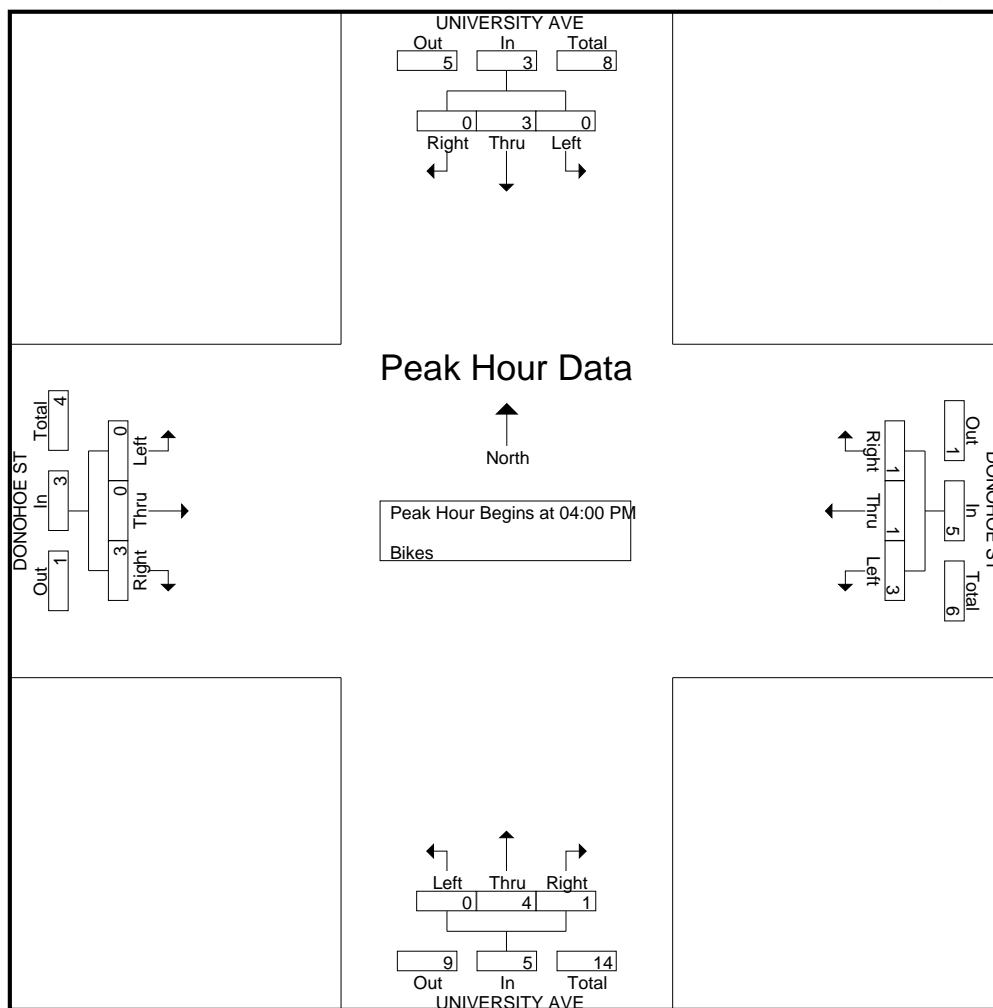 UNIVERSITY AVE
Out In Total
5 3 8
0 3 0
Right Thru Left
Peak Hour Data
North
Peak Hour Begins at 04:00 PM
Bikes
DONOHOE ST
Out In Total
1 3 4
Left Thru Right
0 0 3
DONOHOE ST
Out In Total
1 5 6
Right Thru Left
1 1 3
Left Thru Right
0 4 1
9 5 14
Out In Total
UNIVERSITY AVE